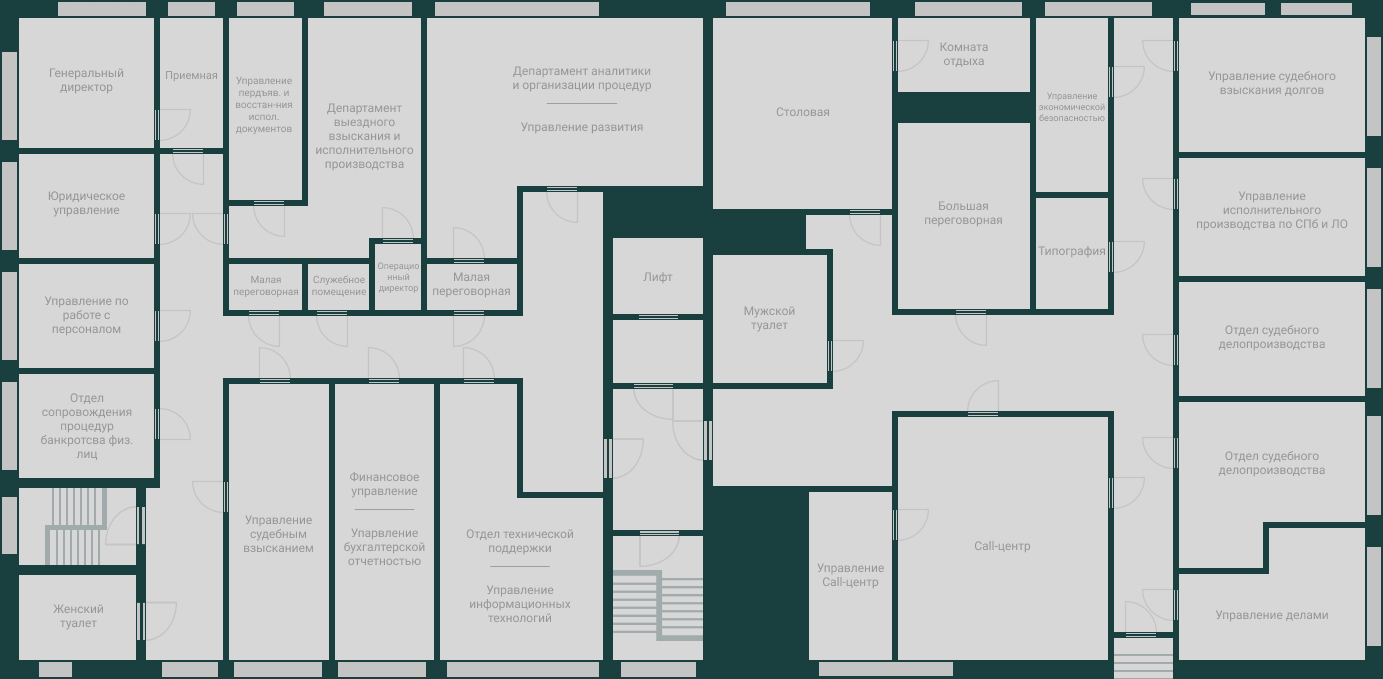 Генеральный
директор
Приемная
Управление
пердъяв. и
восстан-ния
испол.
документов
Департамент
выездного
взыскания и
исполнительного
производства
Департамент аналитики
и организации процедур
Управление развития
Столовая
Комната
отдыха
Управление
экономической
безопасностью
Управление судебного
взыскания долгов
Юридическое
управление
Большая
переговорная
Управление
исполнительного
производства по СПб и ЛО
Типография
Управление по
работе с
персоналом
Малая
переговорная
Служебное
помещение
Операцио
нный
директор
Малая
переговорная
Лифт
Мужской
туалет
Отдел судебного
делопроизводства
Отдел
сопровождения
процедур
банкротсва физ.
лиц
Управление
судебным
взысканием
Финансовое
управление
Упарвление
бухгалтерской
отчетностью
Отдел технической
поддержки
Управление
информационных
технологий
Управление
Call-центр
Call-центр
Отдел судебного
делопроизводства
Женский
туалет
Управление делами